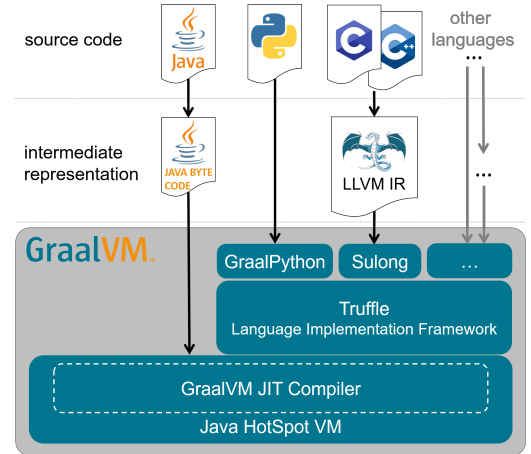 source code
Java
C
C++
other
languages
...
intermediate
representation
JAVA BYTE
CODE
LLVM IR
...
GraalVM™
GraalPython
Sulong
...
Truffle
Language Implementation Framework
GraalVM JIT Compiler
Java HotSpot VM